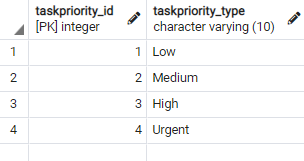 taskpriority_id taskpriority_type
[PK] integer character varying (10)
1 1 Low
2 2 Medium
3 3 High
4 4 Urgent